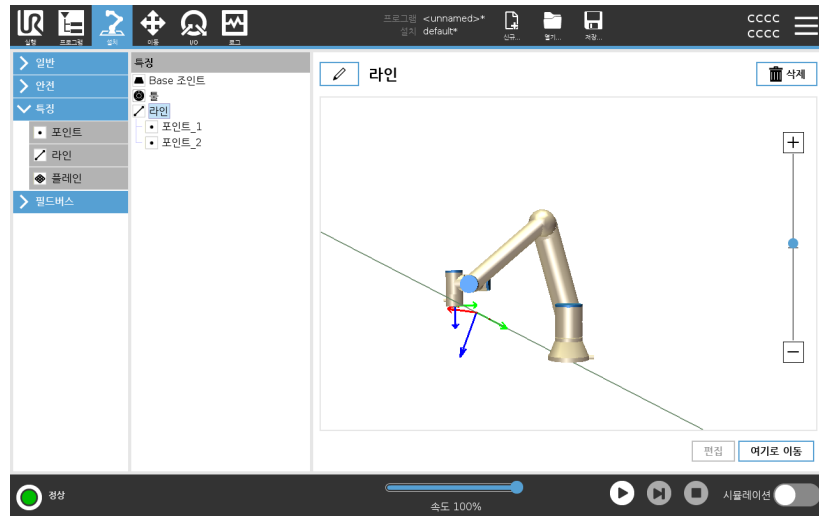 프로그램 <unnamed>*
설치 default*
cccc
cccc
실행
프로그램
설치
이동
I/O
로그
신규...
열기...
저장...
일반
안전
특징
포인트
라인
플레인
필드버스
특징
Base 조인트
툴
라인
포인트_1
포인트_2
라인
삭제
편집
여기로 이동
정상
속도 100%
시뮬레이션